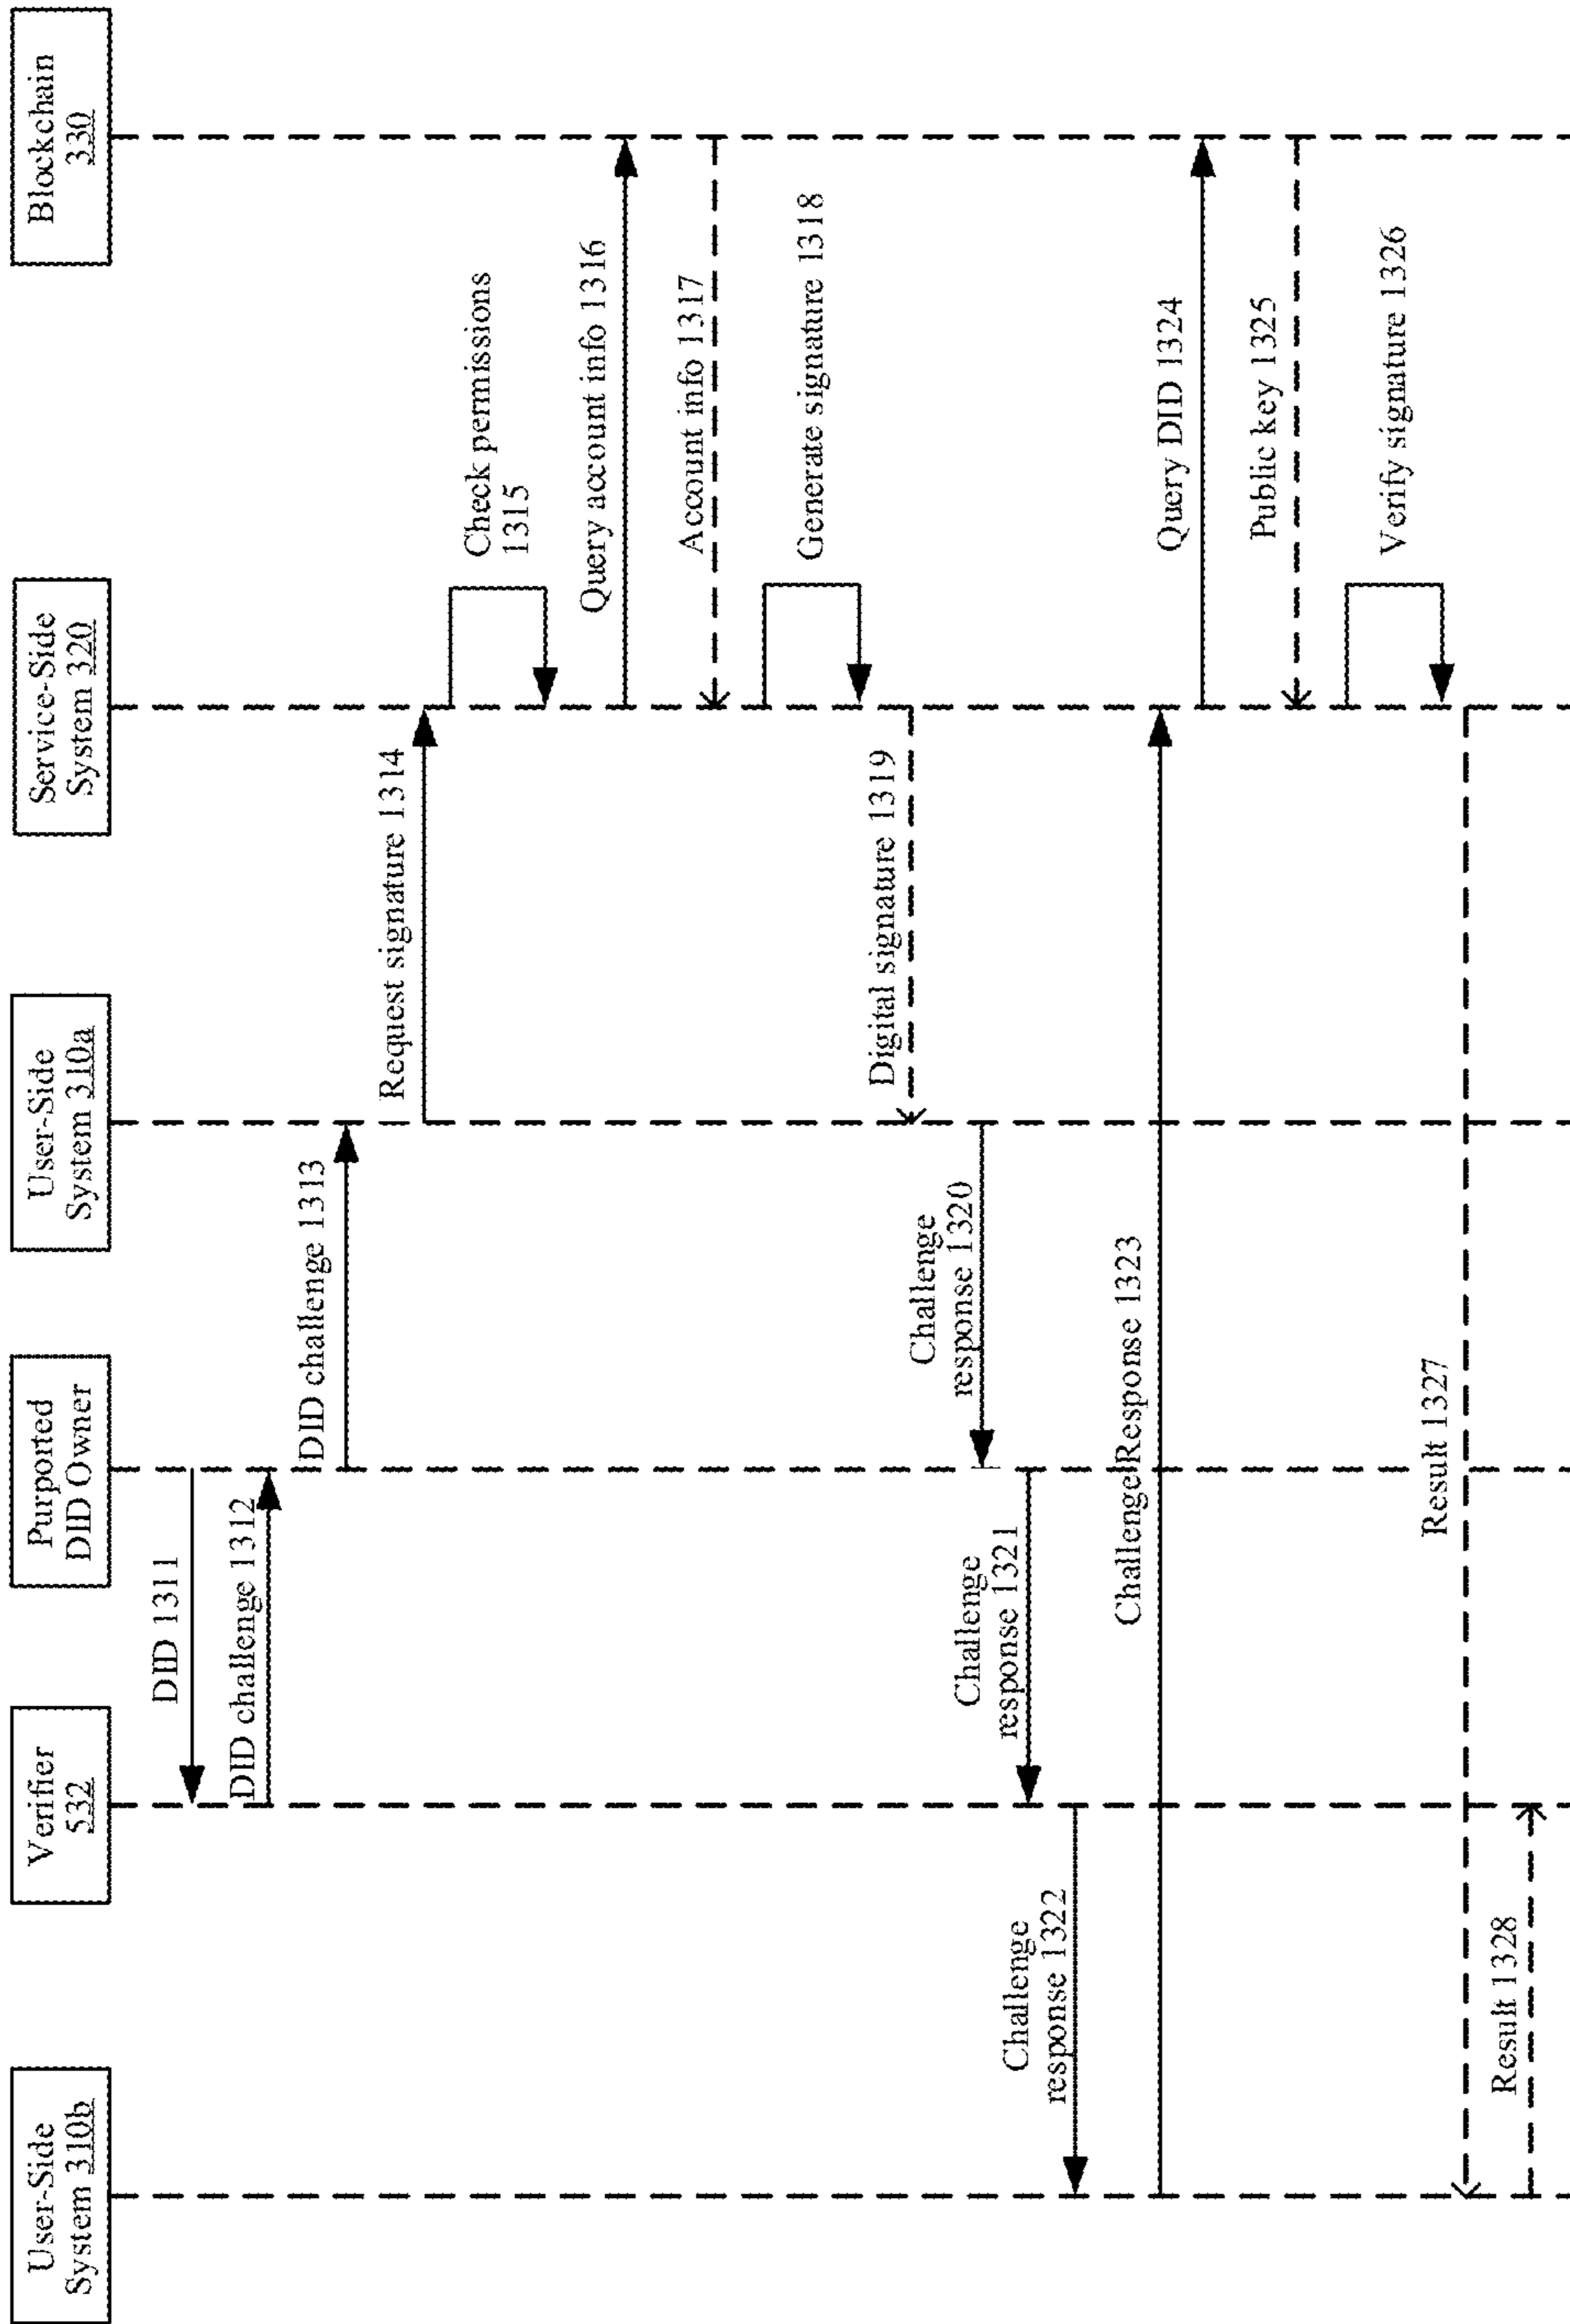 User-Side
System 310b
Verifier
532
Purported
DID Owner
User-Side
System 310a
Service-Side
System 320
Blockchain
330
DID 1311
DID challenge 1312
DID challenge 1313
Request signature 1314
Check permissions
1315
Query account info 1316
Account info 1317
Generate signature 1318
Digital signature 1319
Challenge
response 1320
Challenge
response 1321
Challenge
response 1322
Challenge Response 1323
Query DID 1324
Public key 1325
Verify signature 1326
Result 1327
Result 1328